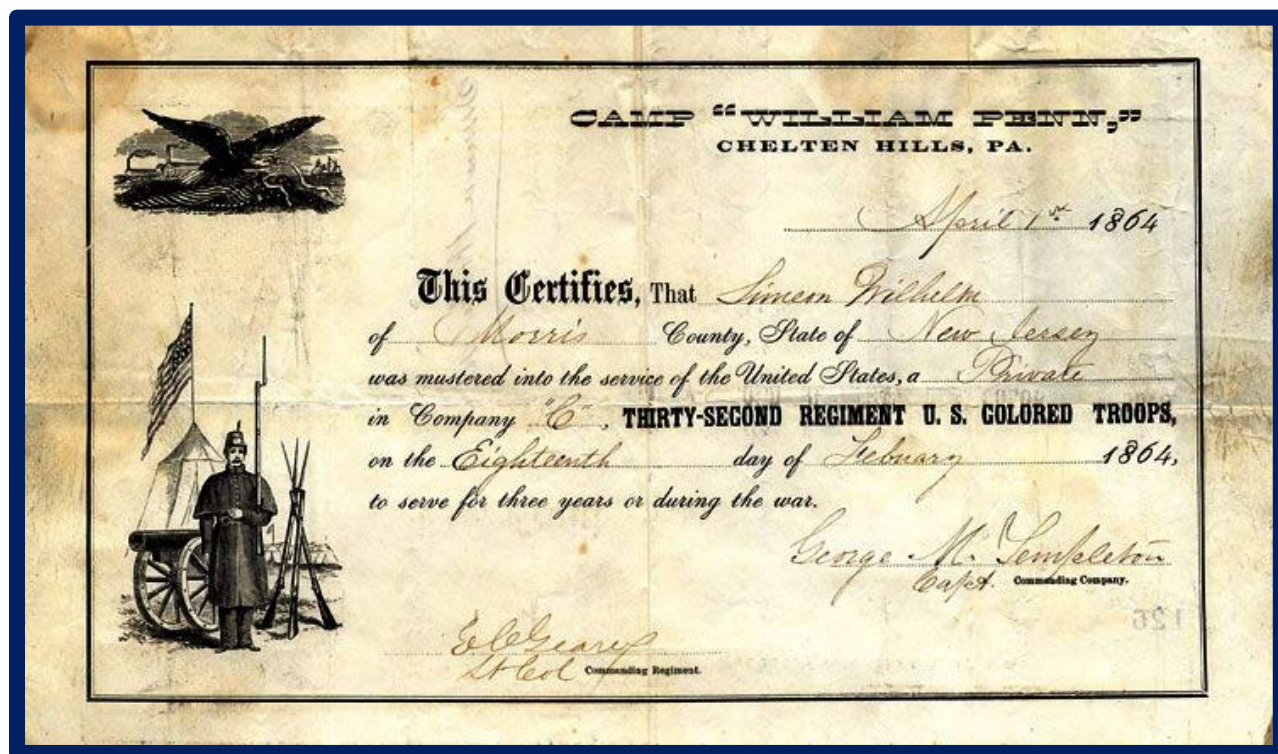 CAMP "WILLIAM PENN,"
CHELTEN HILLS, PA.
April 1st 1864
This Certifies, That Simeon Wilhelm
of Morris County, State of New Jersey
was mustered into the service of the United States, a Private
in Company "C", THIRTY-SECOND REGIMENT U. S. COLORED TROOPS,
on the Eighteenth day of Febuary 1864,
to serve for three years or during the war.
George M. Templeton
Capt. Commanding Company.
126
E C Geary
Lt Col Commanding Regiment.